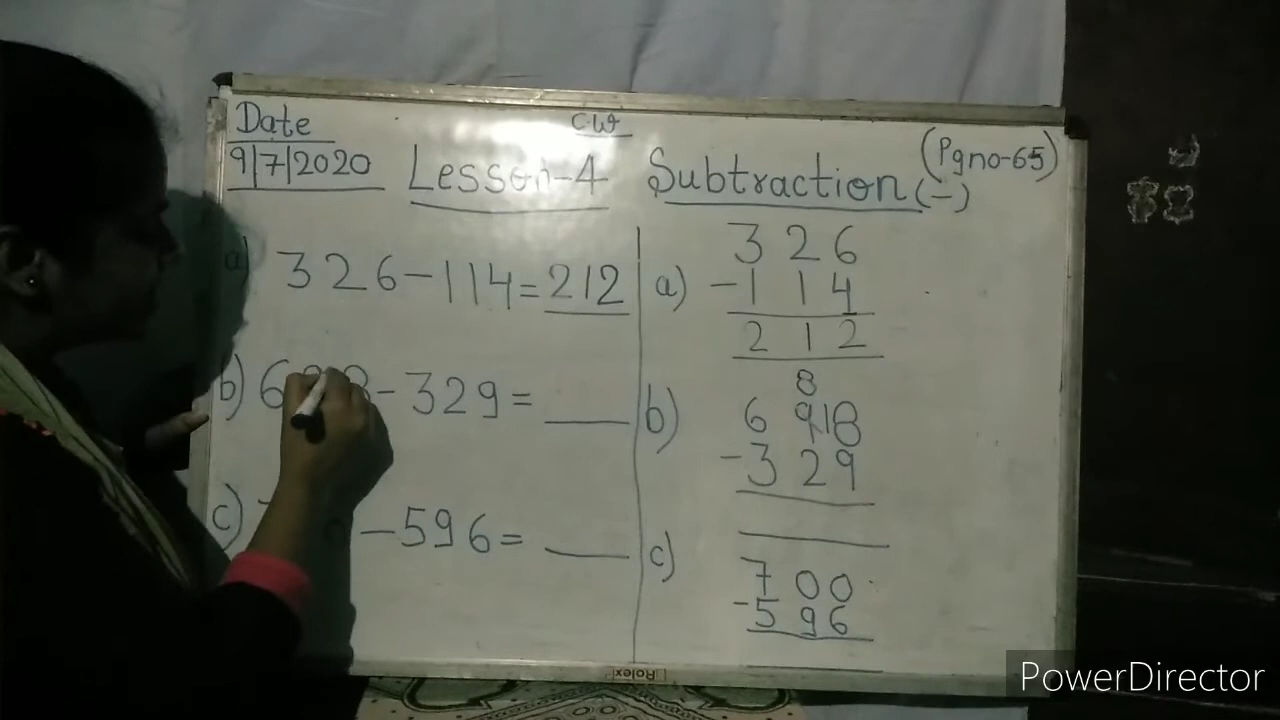 Date
CW
9/7/2020 Lesson-4 Subtraction (-)
(Pg no-65)
a) 326-114=212
b) 698-329=
c) -596=
a) 326
-114
212
b) 8
6 9 18
-329
c) 700
-596
Rolex
PowerDirector